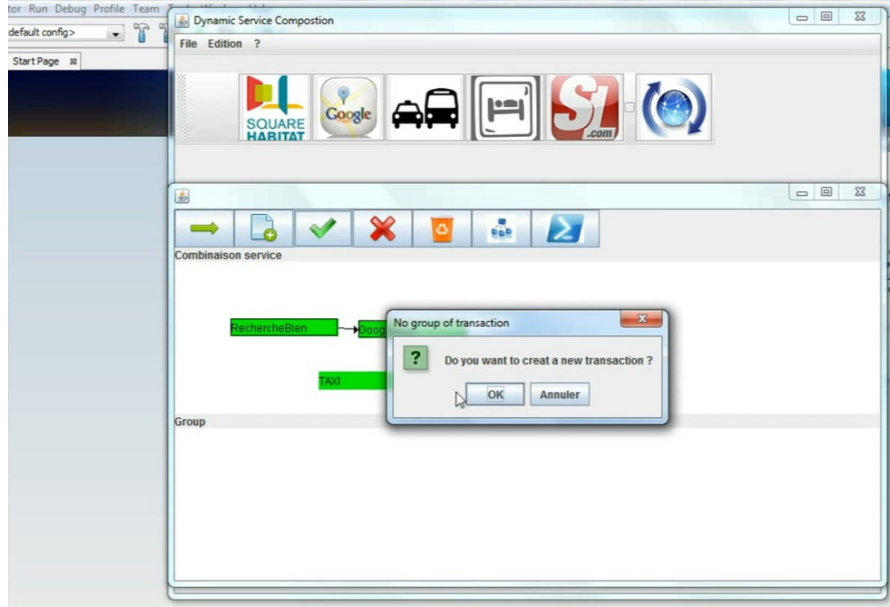 tor Run Debug Profile Team
default config>
Start Page
Dynamic Service Compostion
File Edition ?
SQUARE
HABITAT
Google
S1
.com
Combinaison service
RechercheBien
Goog
TAXI
No group of transaction
Do you want to creat a new transaction ?
OK Annuler
Group